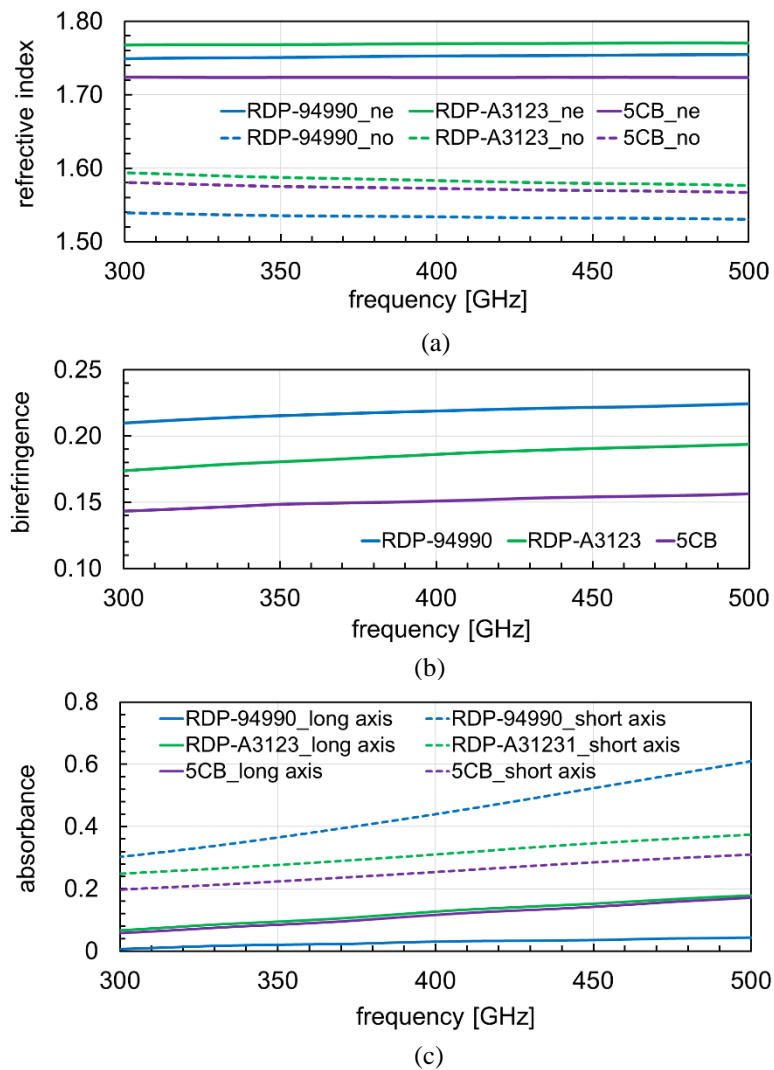 1.80
1.70
1.60
1.50
refrective index
RDP-94990_ne RDP-A3123_ne 5CB_ne
RDP-94990_no RDP-A3123_no 5CB_no
300 350 400 450 500
frequency [GHz]
(a)
0.25
0.20
0.15
0.10
birefringence
RDP-94990 RDP-A3123 5CB
300 350 400 450 500
frequency [GHz]
(b)
0.8
0.6
0.4
0.2
0
absorbance
RDP-94990_long axis RDP-94990_short axis
RDP-A3123_long axis RDP-A31231_short axis
5CB_long axis 5CB_short axis
300 350 400 450 500
frequency [GHz]
(c)